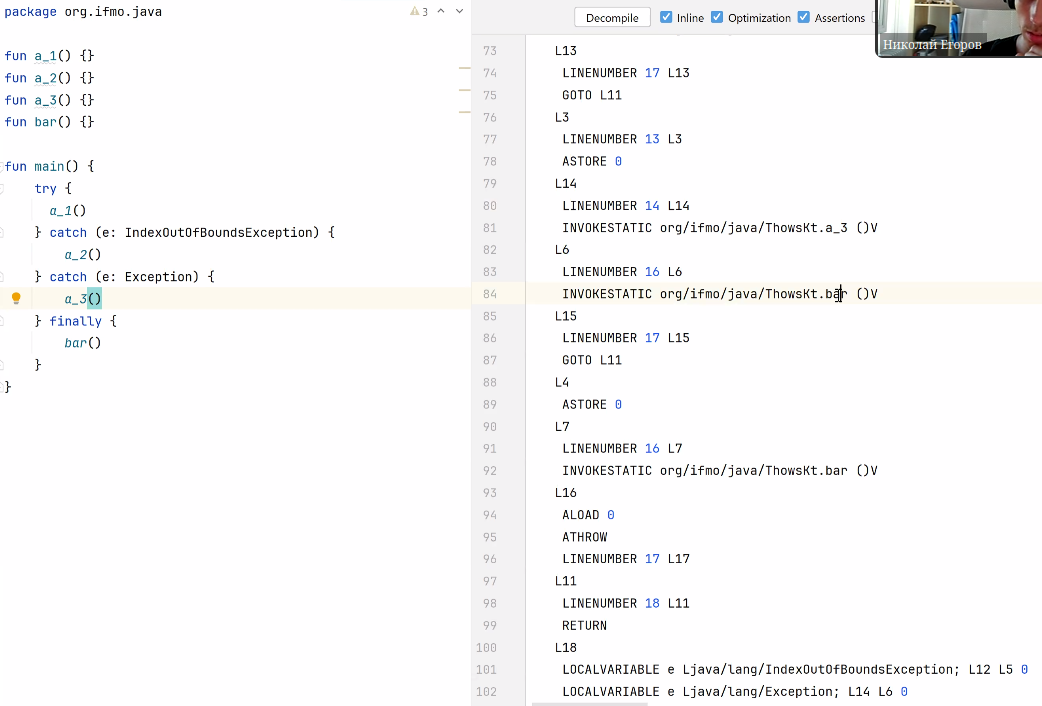 package org.ifmo.java
3
fun a_1() {}
fun a_2() {}
fun a_3() {}
fun bar() {}
fun main() {
try {
a_1()
} catch (e: IndexOutOfBoundsException) {
a_2()
} catch (e: Exception) {
a_3()
} finally {
bar()
}
}
Decompile Inline Optimization Assertions
Николай Егоров
73 L13
74 LINENUMBER 17 L13
75 GOTO L11
76 L3
77 LINENUMBER 13 L3
78 ASTORE 0
79 L14
80 LINENUMBER 14 L14
81 INVOKESTATIC org/ifmo/java/ThowsKt.a_3 ()V
82 L6
83 LINENUMBER 16 L6
84 INVOKESTATIC org/ifmo/java/ThowsKt.bar ()V
85 L15
86 LINENUMBER 17 L15
87 GOTO L11
88 L4
89 ASTORE 0
90 L7
91 LINENUMBER 16 L7
92 INVOKESTATIC org/ifmo/java/ThowsKt.bar ()V
93 L16
94 ALOAD 0
95 ATHROW
96 LINENUMBER 17 L17
97 L11
98 LINENUMBER 18 L11
99 RETURN
100 L18
101 LOCALVARIABLE e Ljava/lang/IndexOutOfBoundsException; L12 L5 0
102 LOCALVARIABLE e Ljava/lang/Exception; L14 L6 0